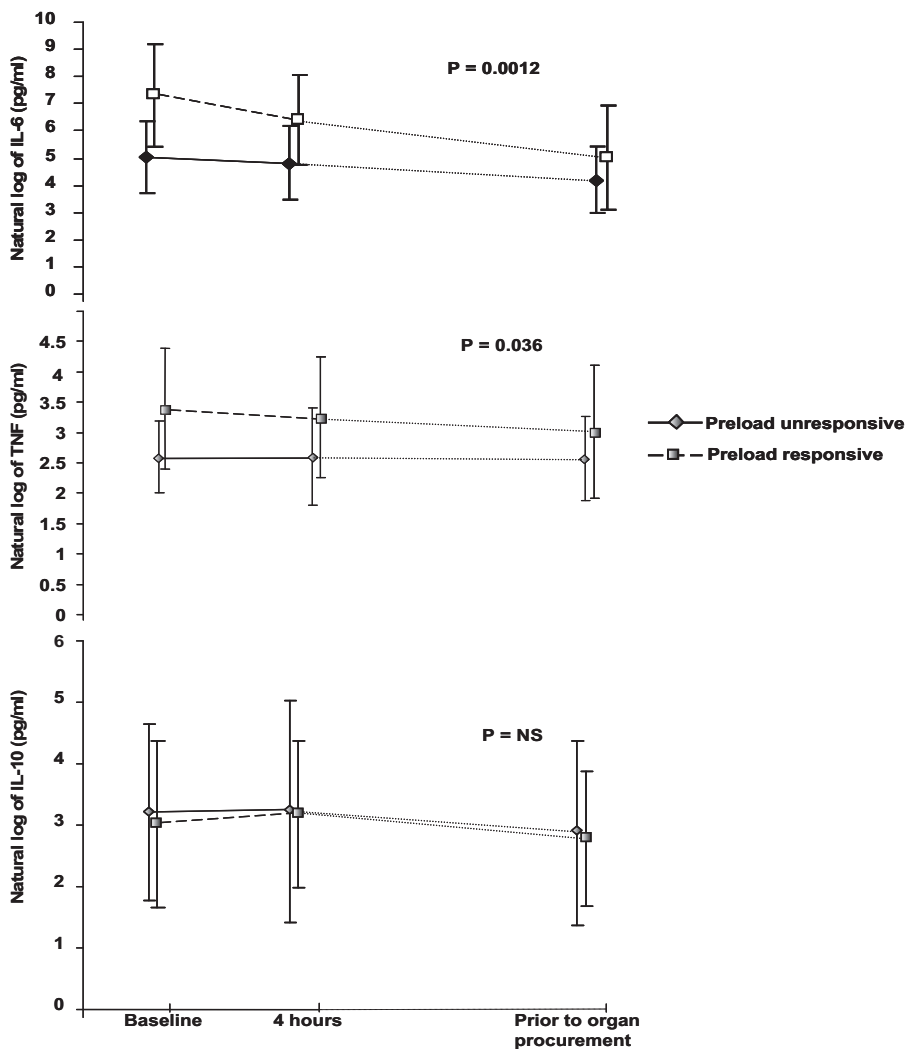 10
9
8
7
6
5
4
3
2
1
0
Natural log of IL-6 (pg/ml)
P = 0.0012
4.5
4
3.5
3
2.5
2
1.5
1
0.5
0
Natural log of TNF (pg/ml)
P = 0.036
Preload unresponsive
Preload responsive
6
5
4
3
2
1
0
Natural log of IL-10 (pg/ml)
P = NS
Baseline
4 hours
Prior to organ
procurement